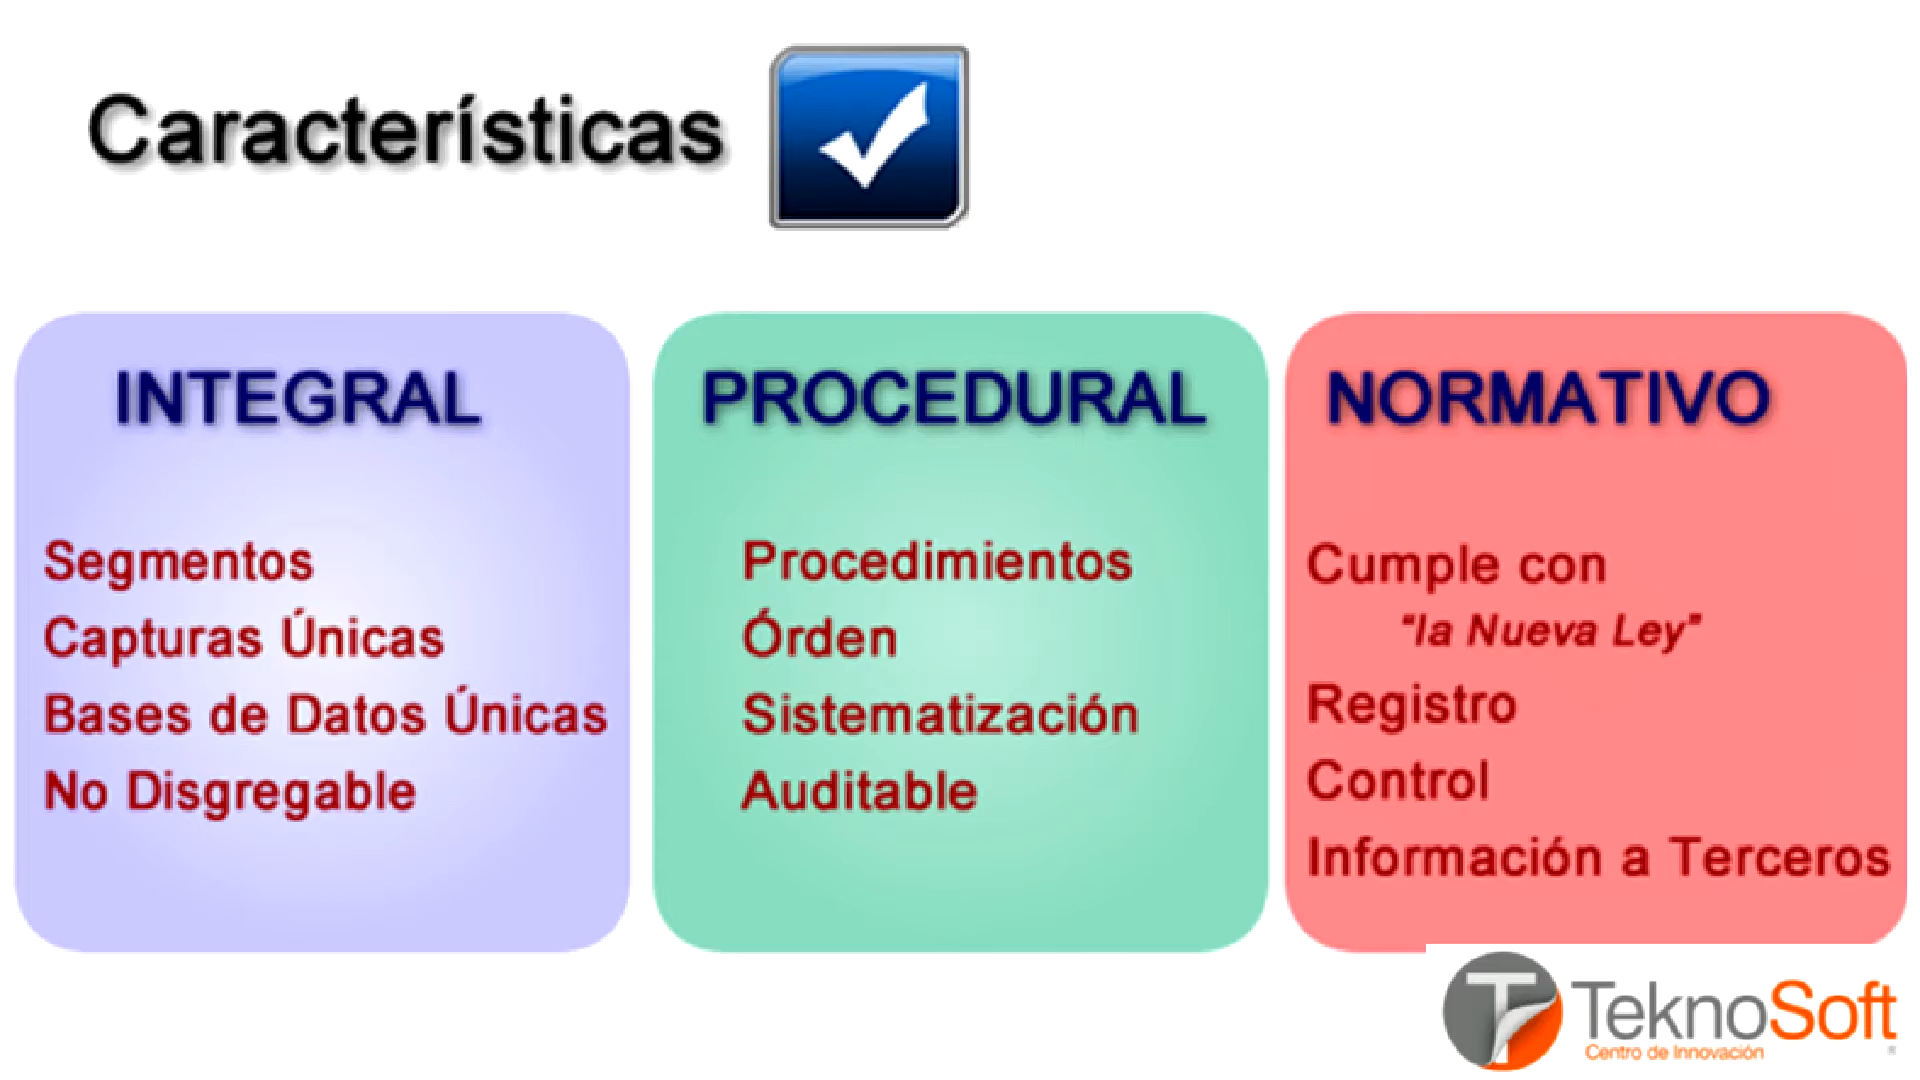 Características
INTEGRAL
Segmentos
Capturas Únicas
Bases de Datos Únicas
No Disgregable
PROCEDURAL
Procedimientos
Órden
Sistematización
Auditable
NORMATIVO
Cumple con
“la Nueva Ley”
Registro
Control
Información a Terceros
TeknoSoft
Centro de Innovación
®